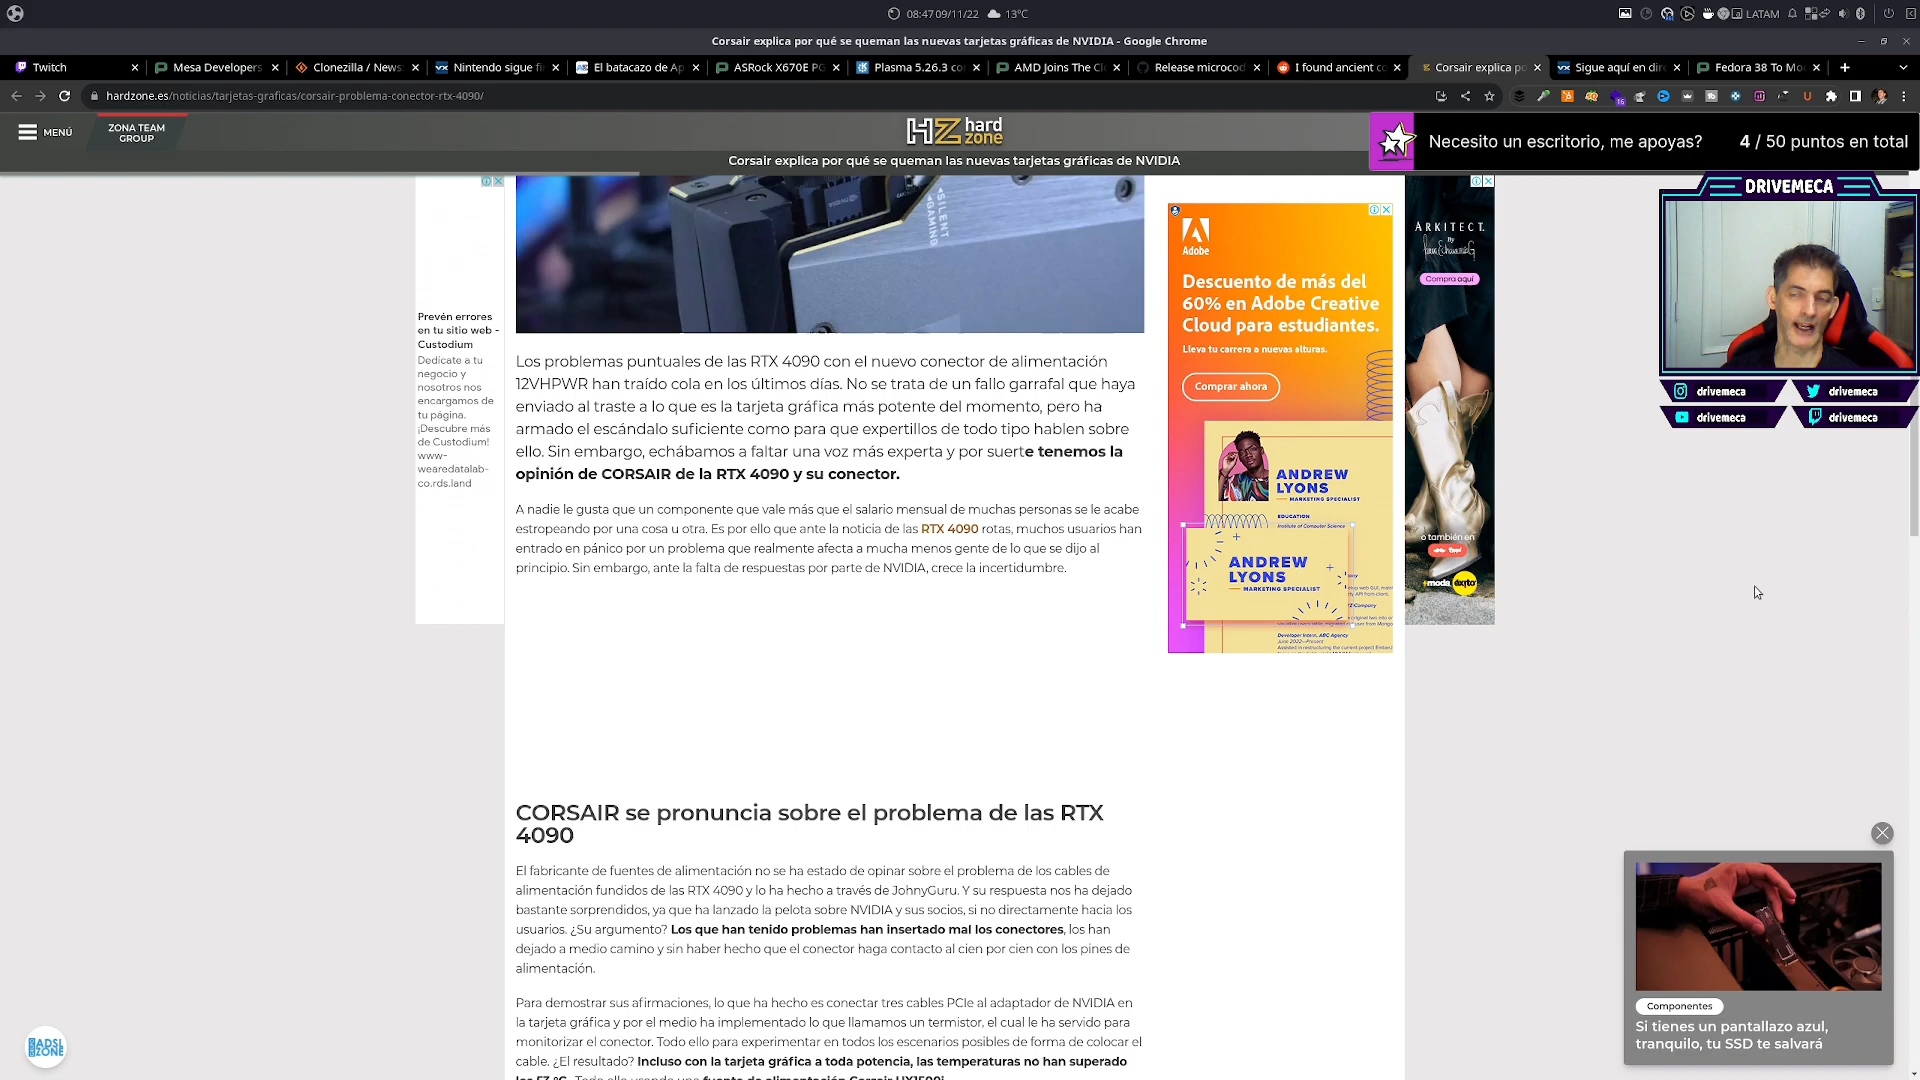 08:47 09/11/22 13°C
LATAM
Corsair explica por qué se queman las nuevas tarjetas gráficas de NVIDIA - Google Chrome
Twitch
Mesa Developers
Clonezilla / News
Nintendo sigue fi
El batacazo de Ap
ASRock X670E PG
Plasma 5.26.3 co
AMD Joins The Cl
Release microcod
I found ancient c
Corsair explica po
Sigue aquí en dir
Fedora 38 To Mo
hardzone.es/noticias/tarjetas-graficas/corsair-problema-conector-rtx-4090/
MENÚ
ZONA TEAM
GROUP
HZ hard
zone
Corsair explica por qué se queman las nuevas tarjetas gráficas de NVIDIA
Necesito un escritorio, me apoyas? 4 / 50 puntos en total
DRIVEMECA
drivemeca
drivemeca
drivemeca
drivemeca
Prevén errores
en tu sitio web -
Custodium
Dedícate a tu
negocio y
nosotros nos
encargamos de
tu página.
¡Descubre más
de Custodium!
www-
wearedatalab-
co.rds.land
SILENT
GAMING
Los problemas puntuales de las RTX 4090 con el nuevo conector de alimentación
12VHPWR han traído cola en los últimos días. No se trata de un fallo garrafal que haya
enviado al traste a lo que es la tarjeta gráfica más potente del momento, pero ha
armado el escándalo suficiente como para que expertillos de todo tipo hablen sobre
ello. Sin embargo, echábamos a faltar una voz más experta y por suerte tenemos la
opinión de CORSAIR de la RTX 4090 y su conector.
A nadie le gusta que un componente que vale más que el salario mensual de muchas personas se le acabe
estropeando por una cosa u otra. Es por ello que ante la noticia de las RTX 4090 rotas, muchos usuarios han
entrado en pánico por un problema que realmente afecta a mucha menos gente de lo que se dijo al
principio. Sin embargo, ante la falta de respuestas por parte de NVIDIA, crece la incertidumbre.
CORSAIR se pronuncia sobre el problema de las RTX
4090
El fabricante de fuentes de alimentación no se ha estado de opinar sobre el problema de los cables de
alimentación fundidos de las RTX 4090 y lo ha hecho a través de JohnyGuru. Y su respuesta nos ha dejado
bastante sorprendidos, ya que ha lanzado la pelota sobre NVIDIA y sus socios, si no directamente hacia los
usuarios. ¿Su argumento? Los que han tenido problemas han insertado mal los conectores, los han
dejado a medio camino y sin haber hecho que el conector haga contacto al cien por cien con los pines de
alimentación.
Para demostrar sus afirmaciones, lo que ha hecho es conectar tres cables PCIe al adaptador de NVIDIA en
la tarjeta gráfica y por el medio ha implementado lo que llamamos un termistor, el cual le ha servido para
monitorizar el conector. Todo ello para experimentar en todos los escenarios posibles de forma de colocar el
cable. ¿El resultado? Incluso con la tarjeta gráfica a toda potencia, las temperaturas no han superado
Adobe
Descuento de más del
60% en Adobe Creative
Cloud para estudiantes.
Lleva tu carrera a nuevas alturas.
Comprar ahora
ANDREW
LYONS
MARKETING SPECIALIST
EDUCATION
Institute of Computer Science
ANDREW
LYONS
MARKETING SPECIALIST
Developer Intern, ABC Agency
June 2022—Present
ARKITECT
By
Compra aquí
o también en
moda éxito
ADSL
ZONE
Componentes
Si tienes un pantallazo azul,
tranquilo, tu SSD te salvará